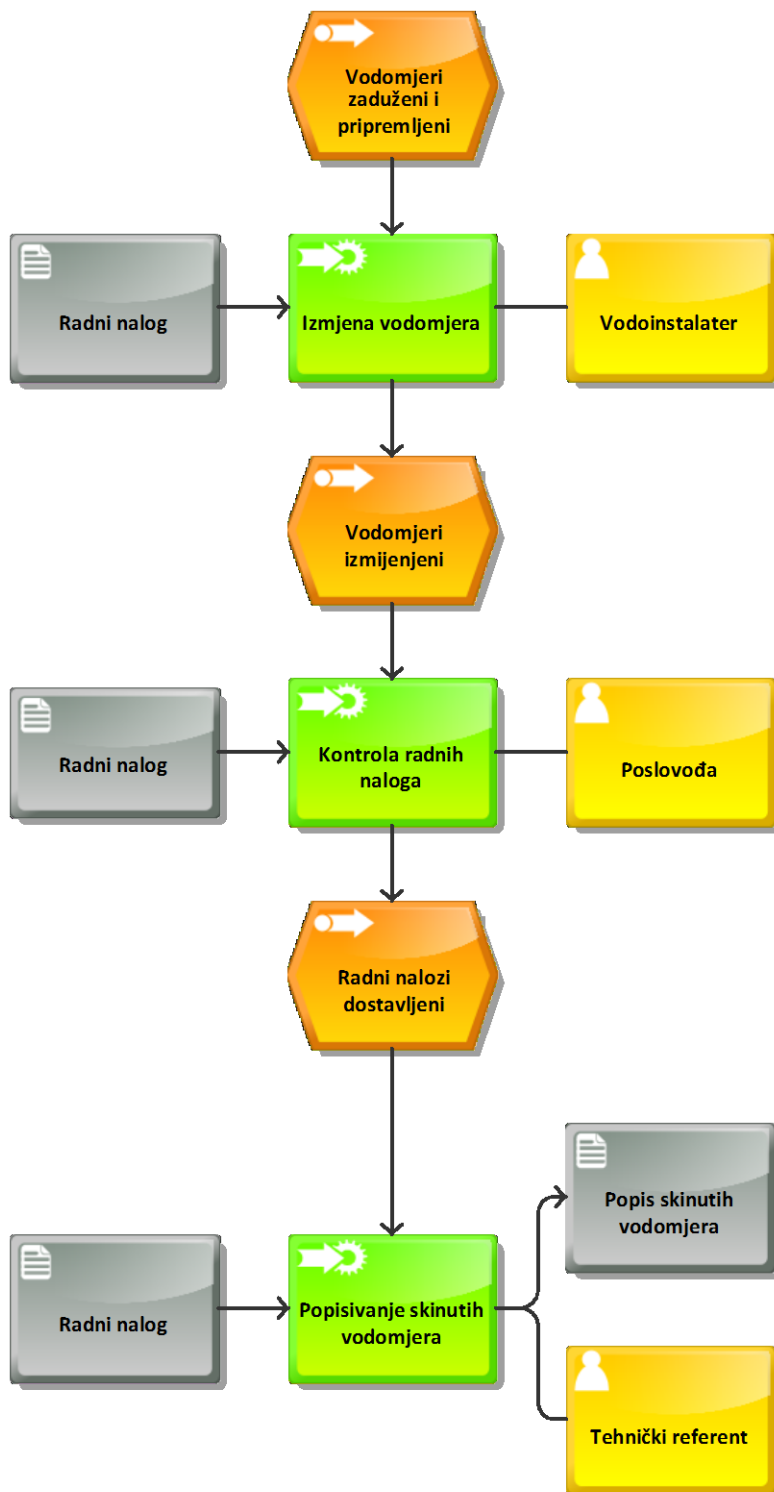 Vodomjeri
zaduženi i
pripremljeni
Radni nalog
Izmjena vodomjera
Vodoinstalater
Vodomjeri
izmijenjeni
Radni nalog
Kontrola radnih
naloga
Poslovođa
Radni nalozi
dostavljeni
Popis skinutih
vodomjera
Radni nalog
Popisivanje skinutih
vodomjera
Tehnički referent